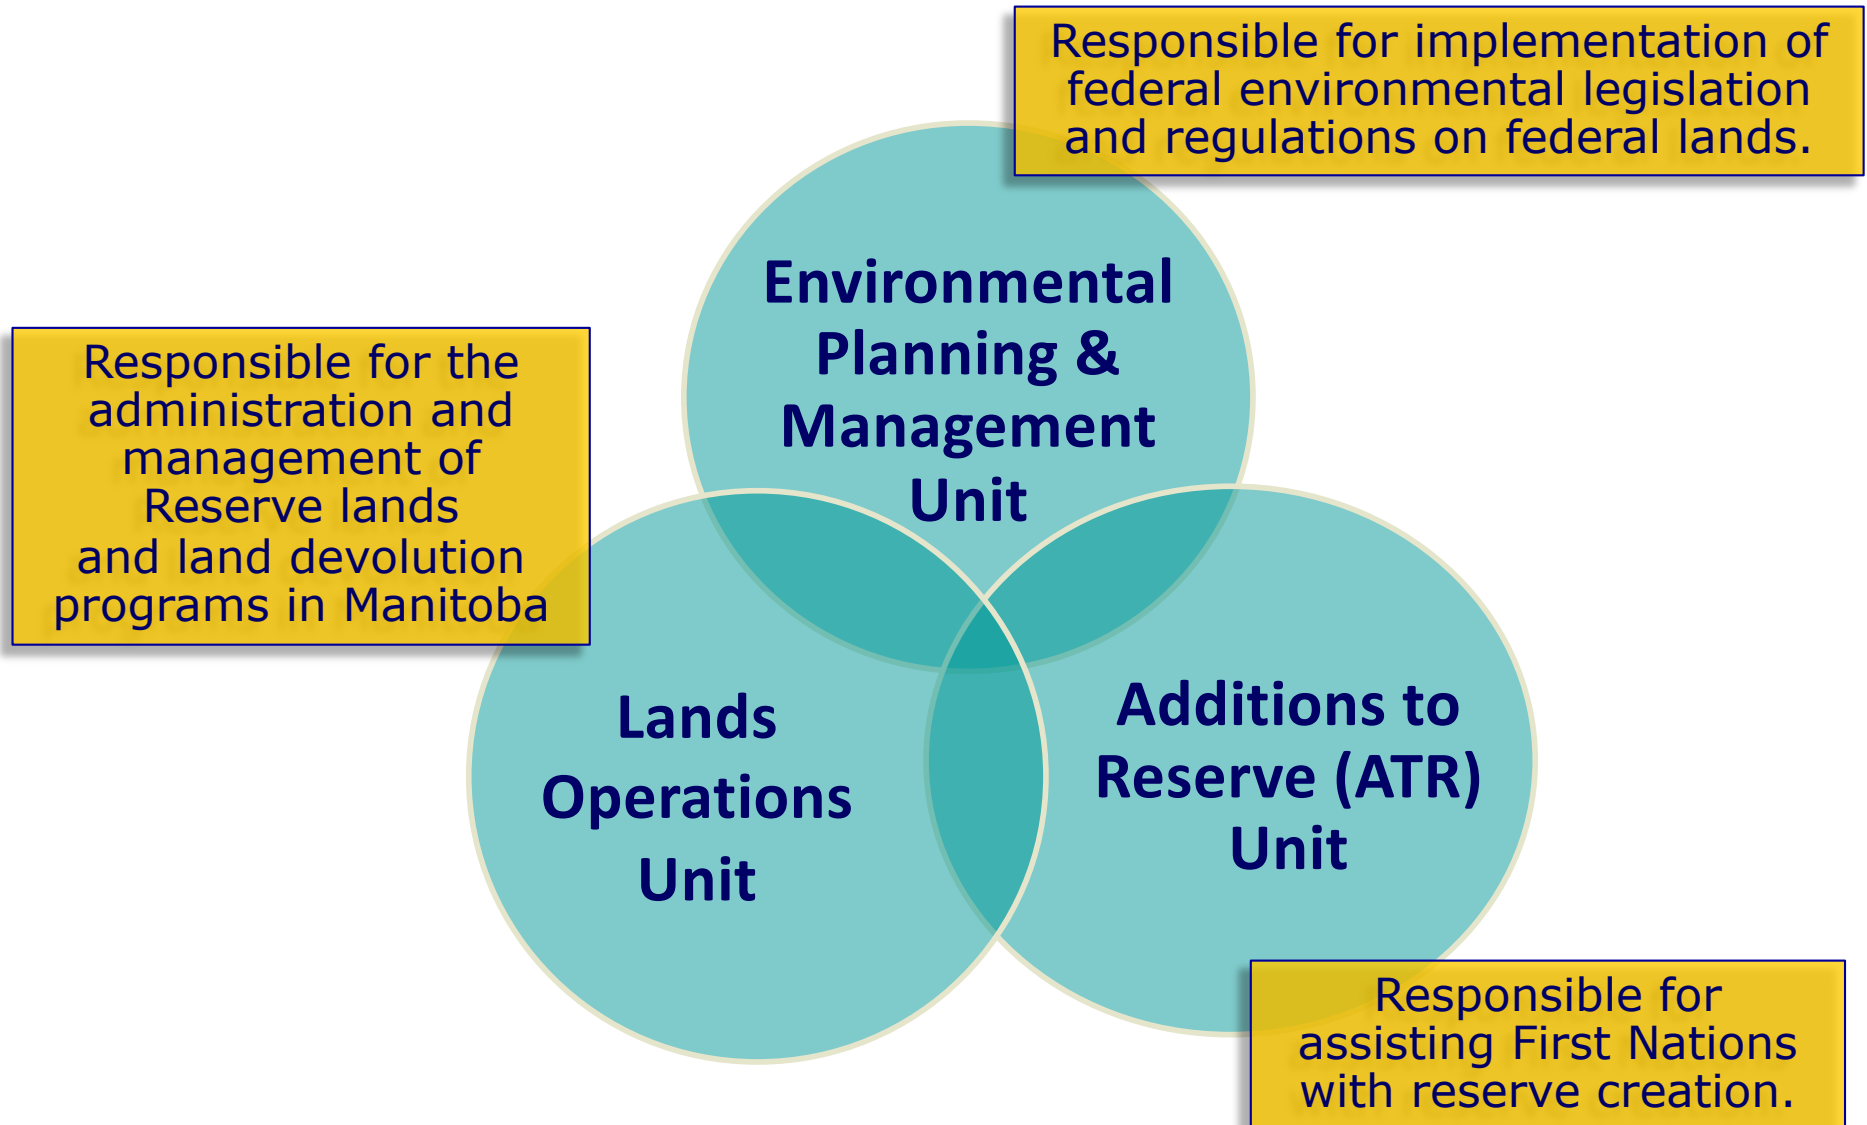 Responsible for implementation of
federal environmental legislation
and regulations on federal lands.
Environmental
Planning &
Management
Unit
Responsible for the
administration and
management of
Reserve lands
and land devolution
programs in Manitoba
Lands
Operations
Unit
Additions to
Reserve (ATR)
Unit
Responsible for
assisting First Nations
with reserve creation.